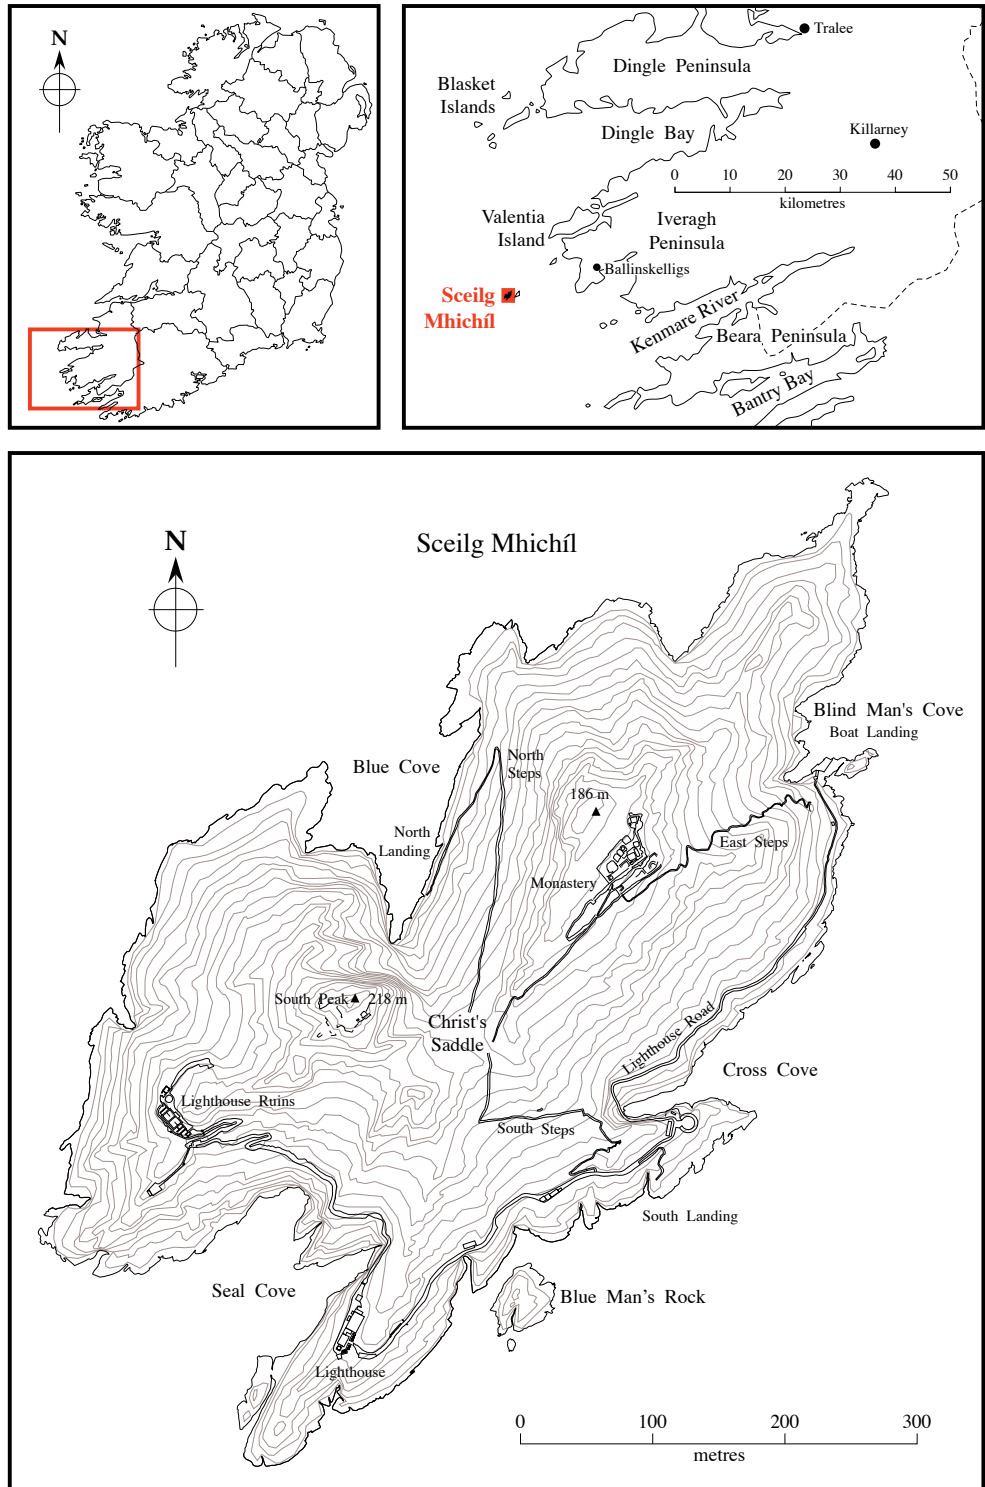 N
Tralee
Dingle Peninsula
Blasket
Islands
Dingle Bay
Killarney
0 10 20 30 40 50
kilometres
Valentia
Island
Iveragh
Peninsula
Ballinskelligs
Sceilg
Mhichíl
Kenmare River
Beara Peninsula
Bantry Bay
N
Sceilg Mhichíl
Blind Man's Cove
Boat Landing
Blue Cove
North
Steps
186 m
North
Landing
East Steps
Monastery
South Peak 218 m
Christ's
Saddle
Lighthouse Road
Cross Cove
Lighthouse Ruins
South Steps
South Landing
Seal Cove
Blue Man’s Rock
Lighthouse
0 100 200 300
metres